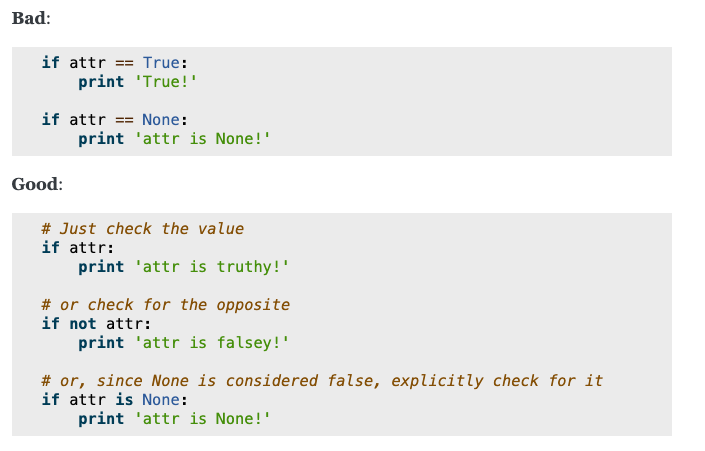 Bad:
if attr == True:
    print 'True!'
if attr == None:
    print 'attr is None!'
Good:
# Just check the value
if attr:
    print 'attr is truthy!'
# or check for the opposite
if not attr:
    print 'attr is falsey!'
# or, since None is considered false, explicitly check for it
if attr is None:
    print 'attr is None!'